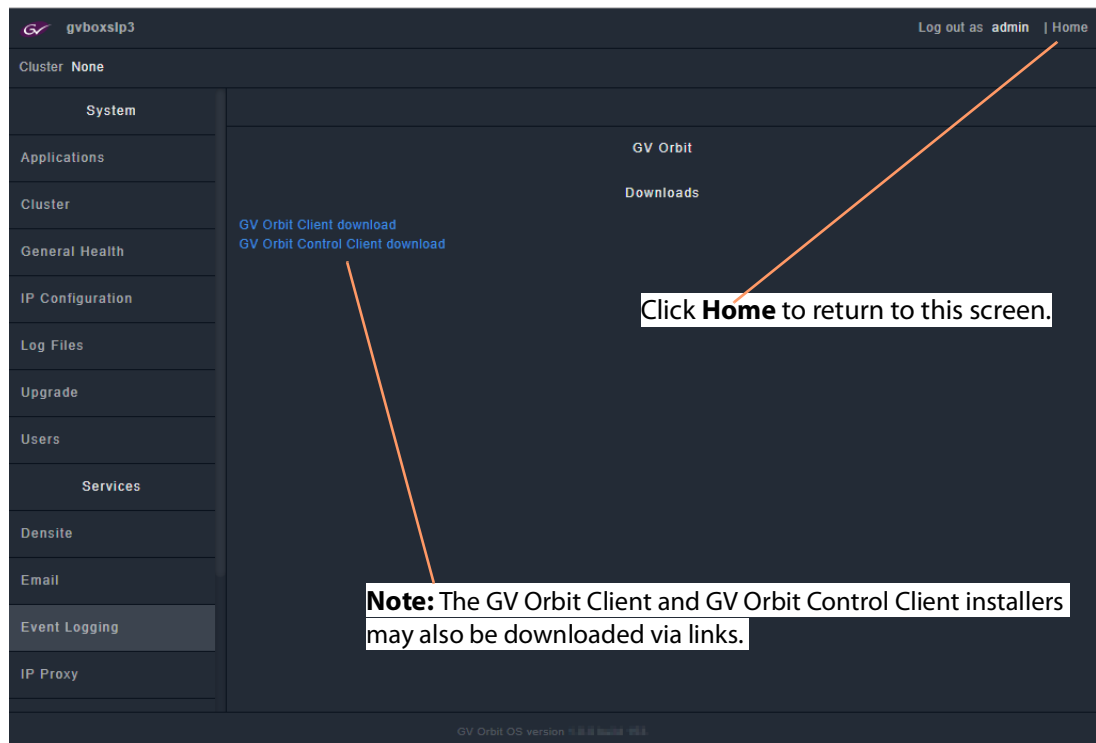 GV gvboxslp3
Log out as admin | Home
Cluster None
System
Applications
Cluster
General Health
IP Configuration
Log Files
Upgrade
Users
Services
Densite
Email
Event Logging
IP Proxy
GV Orbit
Downloads
GV Orbit Client download
GV Orbit Control Client download
Click Home to return to this screen.
Note: The GV Orbit Client and GV Orbit Control Client installers
may also be downloaded via links.
GV Orbit OS version